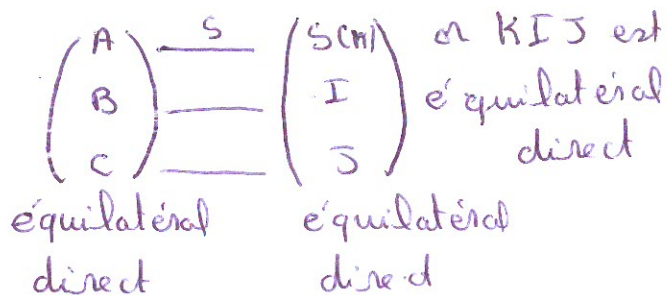 A S S(A) or KIJ est
B I équilatéral
C J direct
équilatéral équilatéral
direct direct